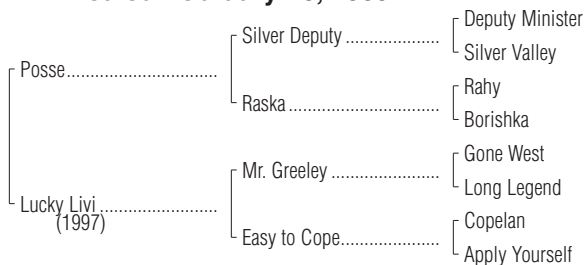 Deputy Minister
Silver Deputy
Silver Valley
Posse
Rahy
Raska
Borishka
Gone West
Mr. Greeley
Long Legend
Lucky Livi
(1997)
Copelan
Easy to Cope
Apply Yourself